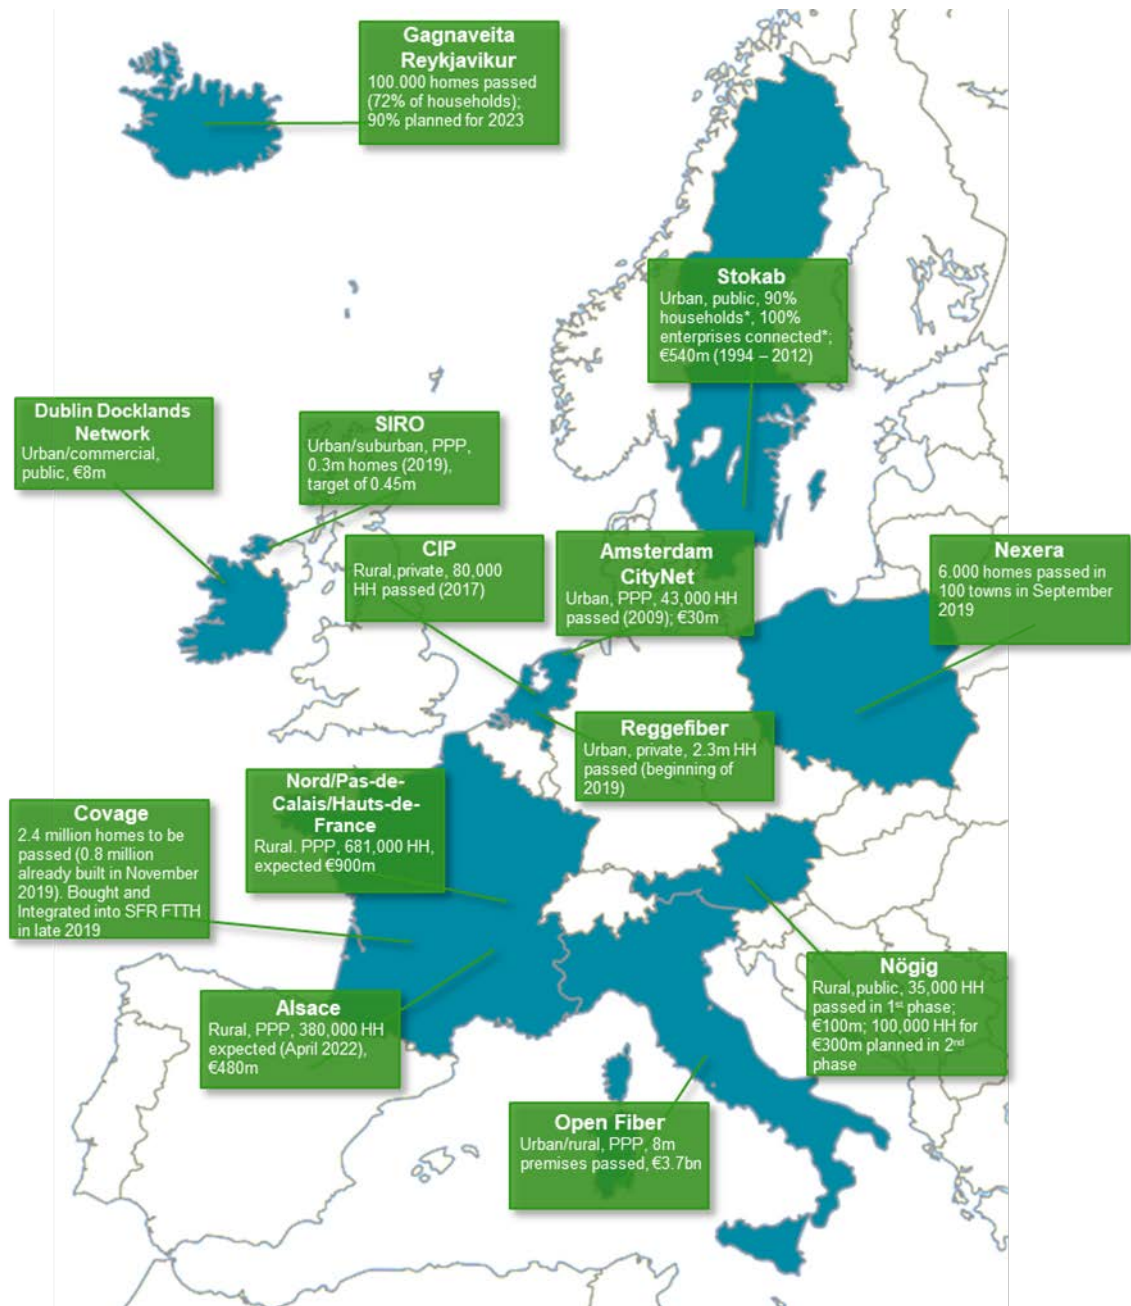 Gagnaveita
Reykjavikur
100.000 homes passed
(72% of households);
90% planned for 2023
Stokab
Urban, public, 90%
households*, 100%
enterprises connected*;
€540m (1994 – 2012)
Dublin Docklands
Network
Urban/commercial,
public, €8m
SIRO
Urban/suburban, PPP,
0.3m homes (2019),
target of 0.45m
CIP
Rural,private, 80,000
HH passed (2017)
Amsterdam
CityNet
Urban, PPP, 43,000 HH
passed (2009); €30m
Nexera
6.000 homes passed in
100 towns in September
2019
Reggefiber
Urban, private, 2.3m HH
passed (beginning of
2019)
Nord/Pas-de-
Calais/Hauts-de-
France
Rural. PPP, 681,000 HH,
expected €900m
Covage
2.4 million homes to be
passed (0.8 million
already built in November
2019). Bought and
Integrated into SFR FTTH
in late 2019
Nögig
Rural,public, 35,000 HH
passed in 1st phase;
€100m; 100,000 HH for
€300m planned in 2nd
phase
Alsace
Rural, PPP, 380,000 HH
expected (April 2022),
€480m
Open Fiber
Urban/rural, PPP, 8m
premises passed, €3.7bn